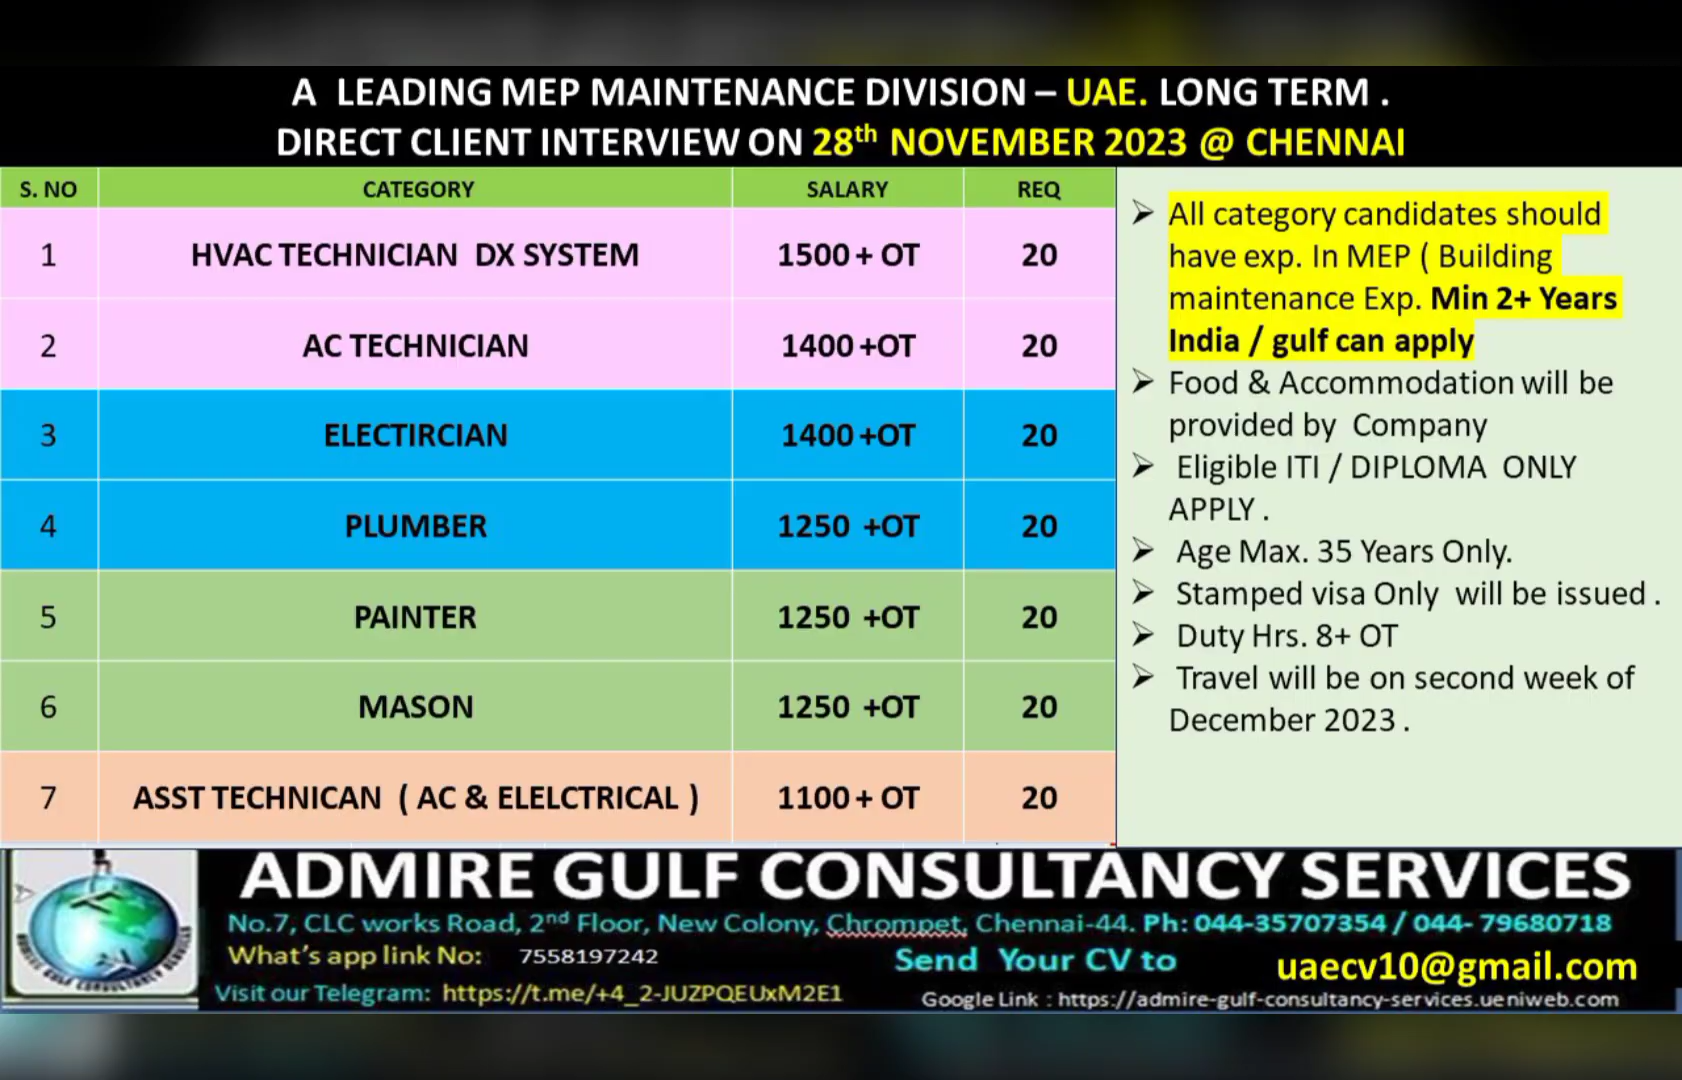 A LEADING MEP MAINTENANCE DIVISION – UAE. LONG TERM .
DIRECT CLIENT INTERVIEW ON 28th NOVEMBER 2023 @ CHENNAI
S. NO CATEGORY SALARY REQ
1 HVAC TECHNICIAN DX SYSTEM 1500 + OT 20
2 AC TECHNICIAN 1400 +OT 20
3 ELECTIRCIAN 1400 +OT 20
4 PLUMBER 1250 +OT 20
5 PAINTER 1250 +OT 20
6 MASON 1250 +OT 20
7 ASST TECHNICAN ( AC & ELELCTRICAL ) 1100 + OT 20
➢ All category candidates should
have exp. In MEP ( Building
maintenance Exp. Min 2+ Years
India / gulf can apply
➢ Food & Accommodation will be
provided by Company
➢ Eligible ITI / DIPLOMA ONLY
APPLY .
➢ Age Max. 35 Years Only.
➢ Stamped visa Only will be issued .
➢ Duty Hrs. 8+ OT
➢ Travel will be on second week of
December 2023 .
ADMIRE GULF CONSULTANCY SERVICES
No.7, CLC works Road, 2nd Floor, New Colony, Chrompet, Chennai-44. Ph: 044-35707354 / 044- 79680718
What's app link No: 7558197242
Send Your CV to uaecv10@gmail.com
Visit our Telegram: https://t.me/+4_2-JUZPQEUxM2E1
Google Link : https://admire-gulf-consultancy-services.ueniweb.com
ADMIRE GULF CONSULTANCY SERVICES